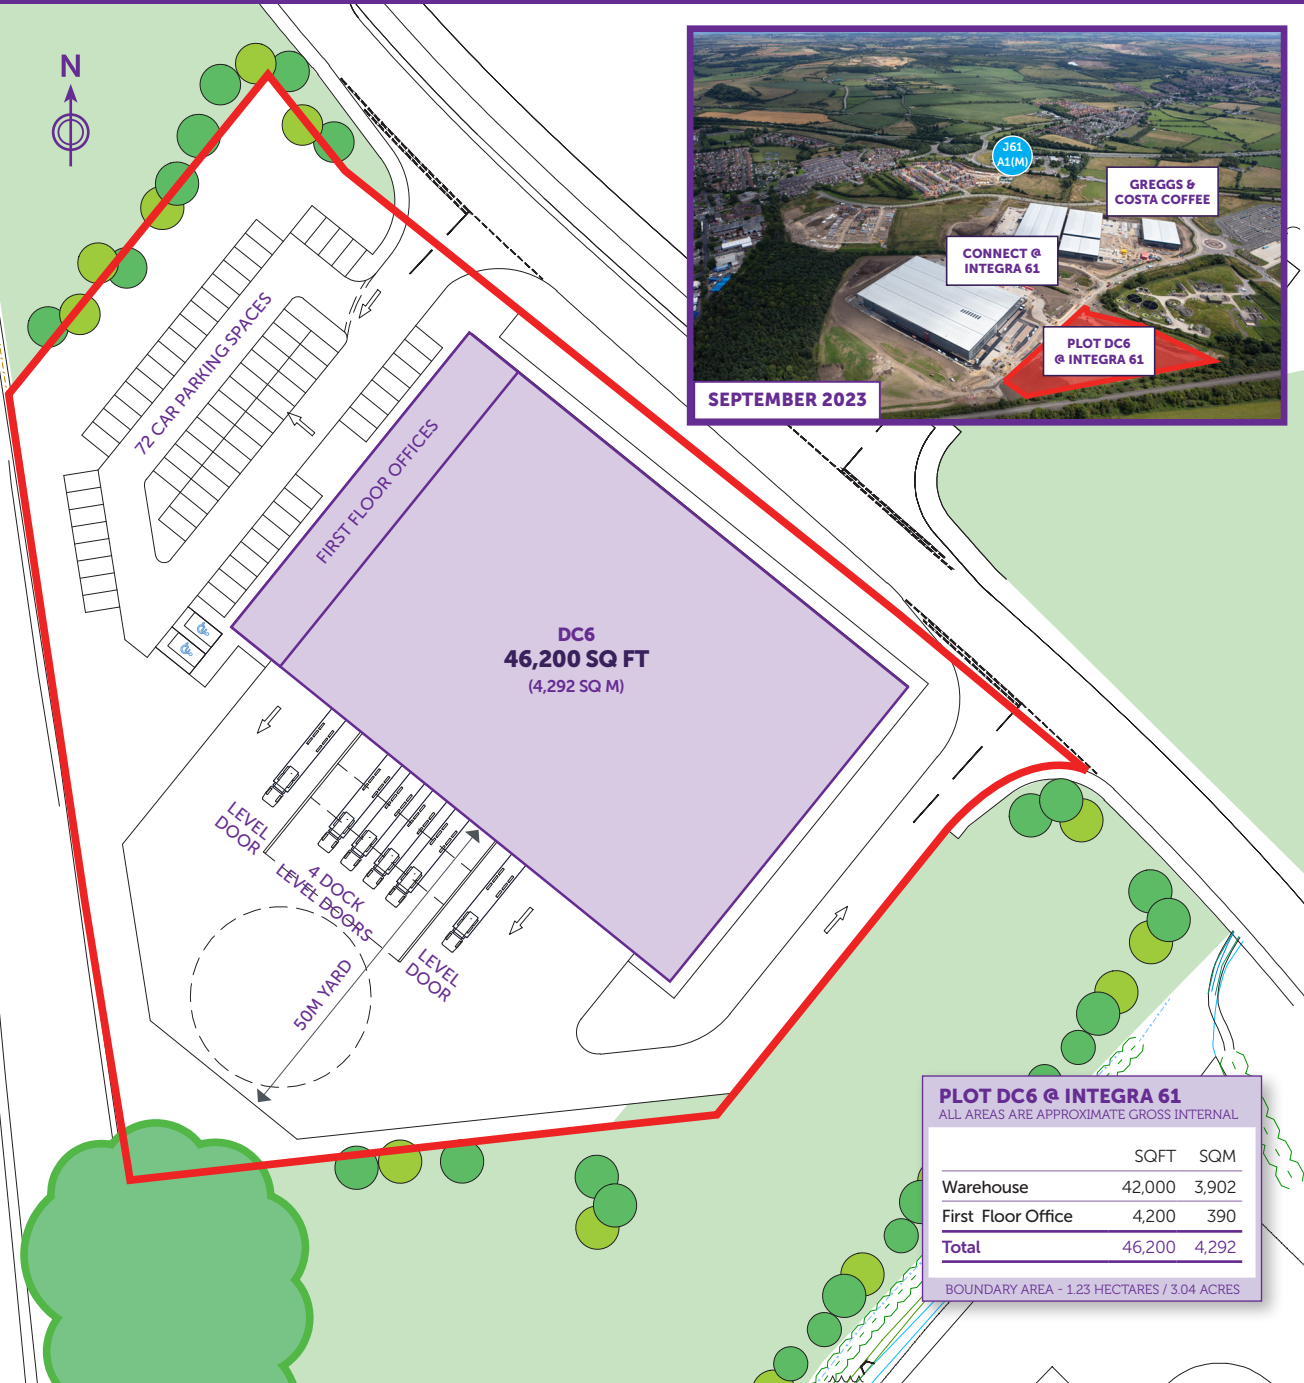 N
J61
A1(M)
GREGGS &
COSTA COFFEE
CONNECT @
INTEGRA 61
PLOT DC6
@ INTEGRA 61
SEPTEMBER 2023
72 CAR PARKING SPACES
FIRST FLOOR OFFICES
DC6
46,200 SQ FT
(4,292 SQ M)
LEVEL
DOOR
4 DOCK
LEVEL DOORS
LEVEL
DOOR
50M YARD
PLOT DC6 @ INTEGRA 61
ALL AREAS ARE APPROXIMATE GROSS INTERNAL
SQFT SQM
Warehouse 42,000 3,902
First Floor Office 4,200 390
Total 46,200 4,292
BOUNDARY AREA - 1.23 HECTARES / 3.04 ACRES